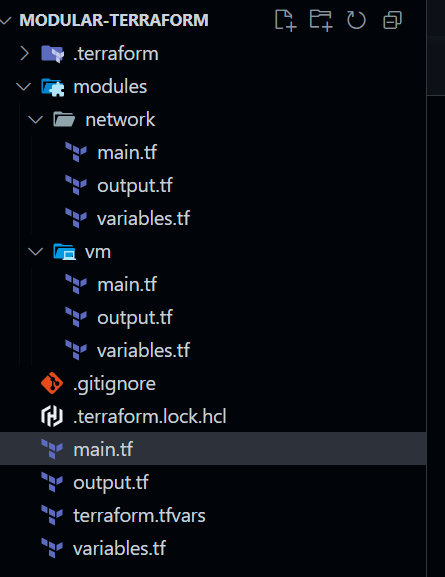 MODULAR-TERRAFORM
.terraform
modules
network
main.tf
output.tf
variables.tf
vm
main.tf
output.tf
variables.tf
.gitignore
.terraform.lock.hcl
main.tf
output.tf
terraform.tfvars
variables.tf